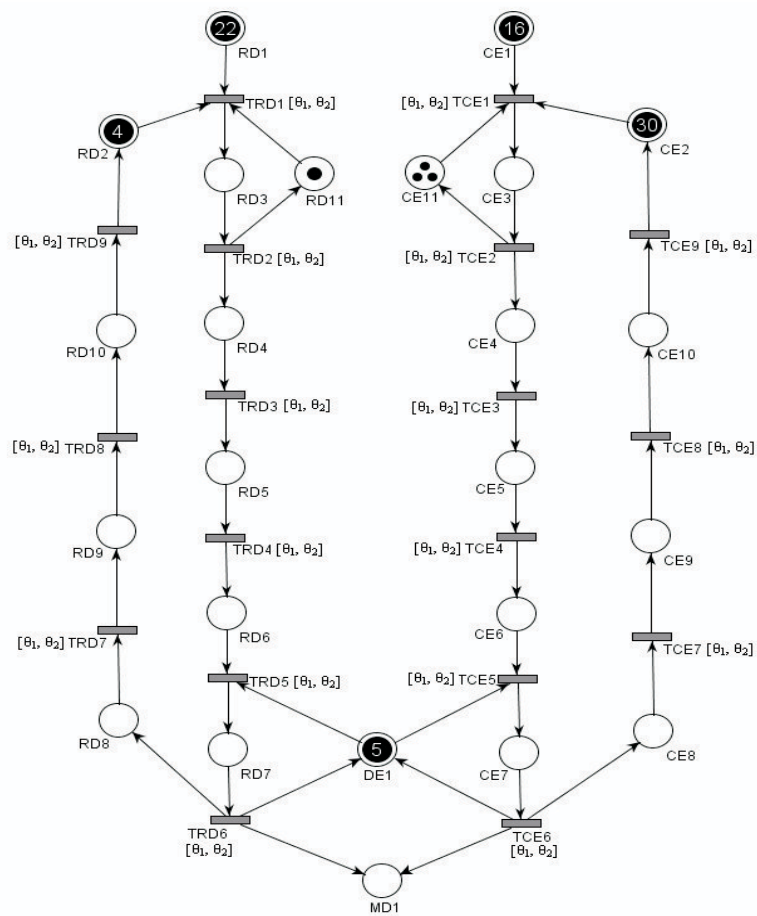 22
16
RD1
CE1
TRD1 [θ₁, θ₂]
[θ₁, θ₂] TCE1
4
30
RD2
CE2
RD3
RD11
CE11
CE3
[θ₁, θ₂] TRD9
TRD2 [θ₁, θ₂]
[θ₁, θ₂] TCE2
TCE9 [θ₁, θ₂]
RD10
RD4
CE4
CE10
TRD3 [θ₁, θ₂]
[θ₁, θ₂] TCE3
[θ₁, θ₂] TRD8
TCE8 [θ₁, θ₂]
RD5
CE5
RD9
TRD4 [θ₁, θ₂]
[θ₁, θ₂] TCE4
CE9
RD6
CE6
[θ₁, θ₂] TRD7
TCE7 [θ₁, θ₂]
TRD5 [θ₁, θ₂]
[θ₁, θ₂] TCE5
RD8
5
CE8
RD7
DE1
CE7
TRD6
[θ₁, θ₂]
TCE6
[θ₁, θ₂]
MD1